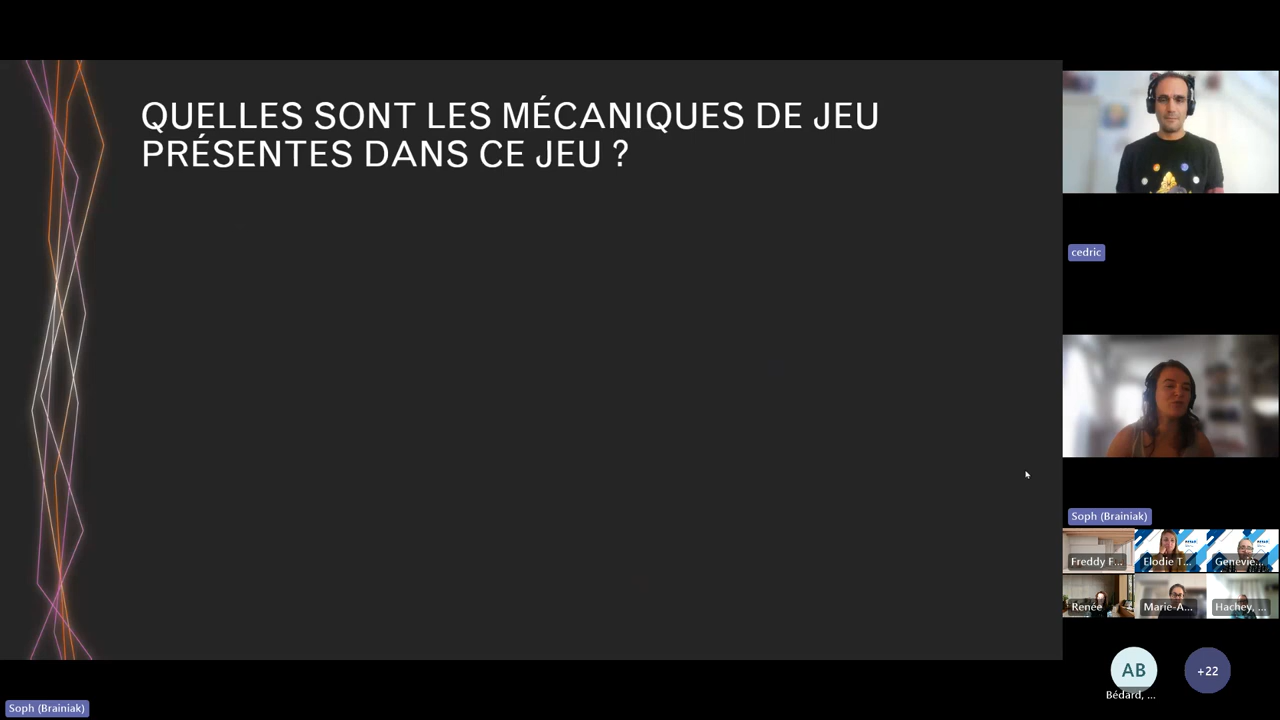 QUELLES SONT LES MÉCANIQUES DE JEU
PRÉSENTES DANS CE JEU ?
cedric
Soph (Brainiak)
Freddy F...
Elodie T...
Geneviè...
Renée
Marie-A...
Hachey, ...
AB
+22
Bédard, ...
Soph (Brainiak)